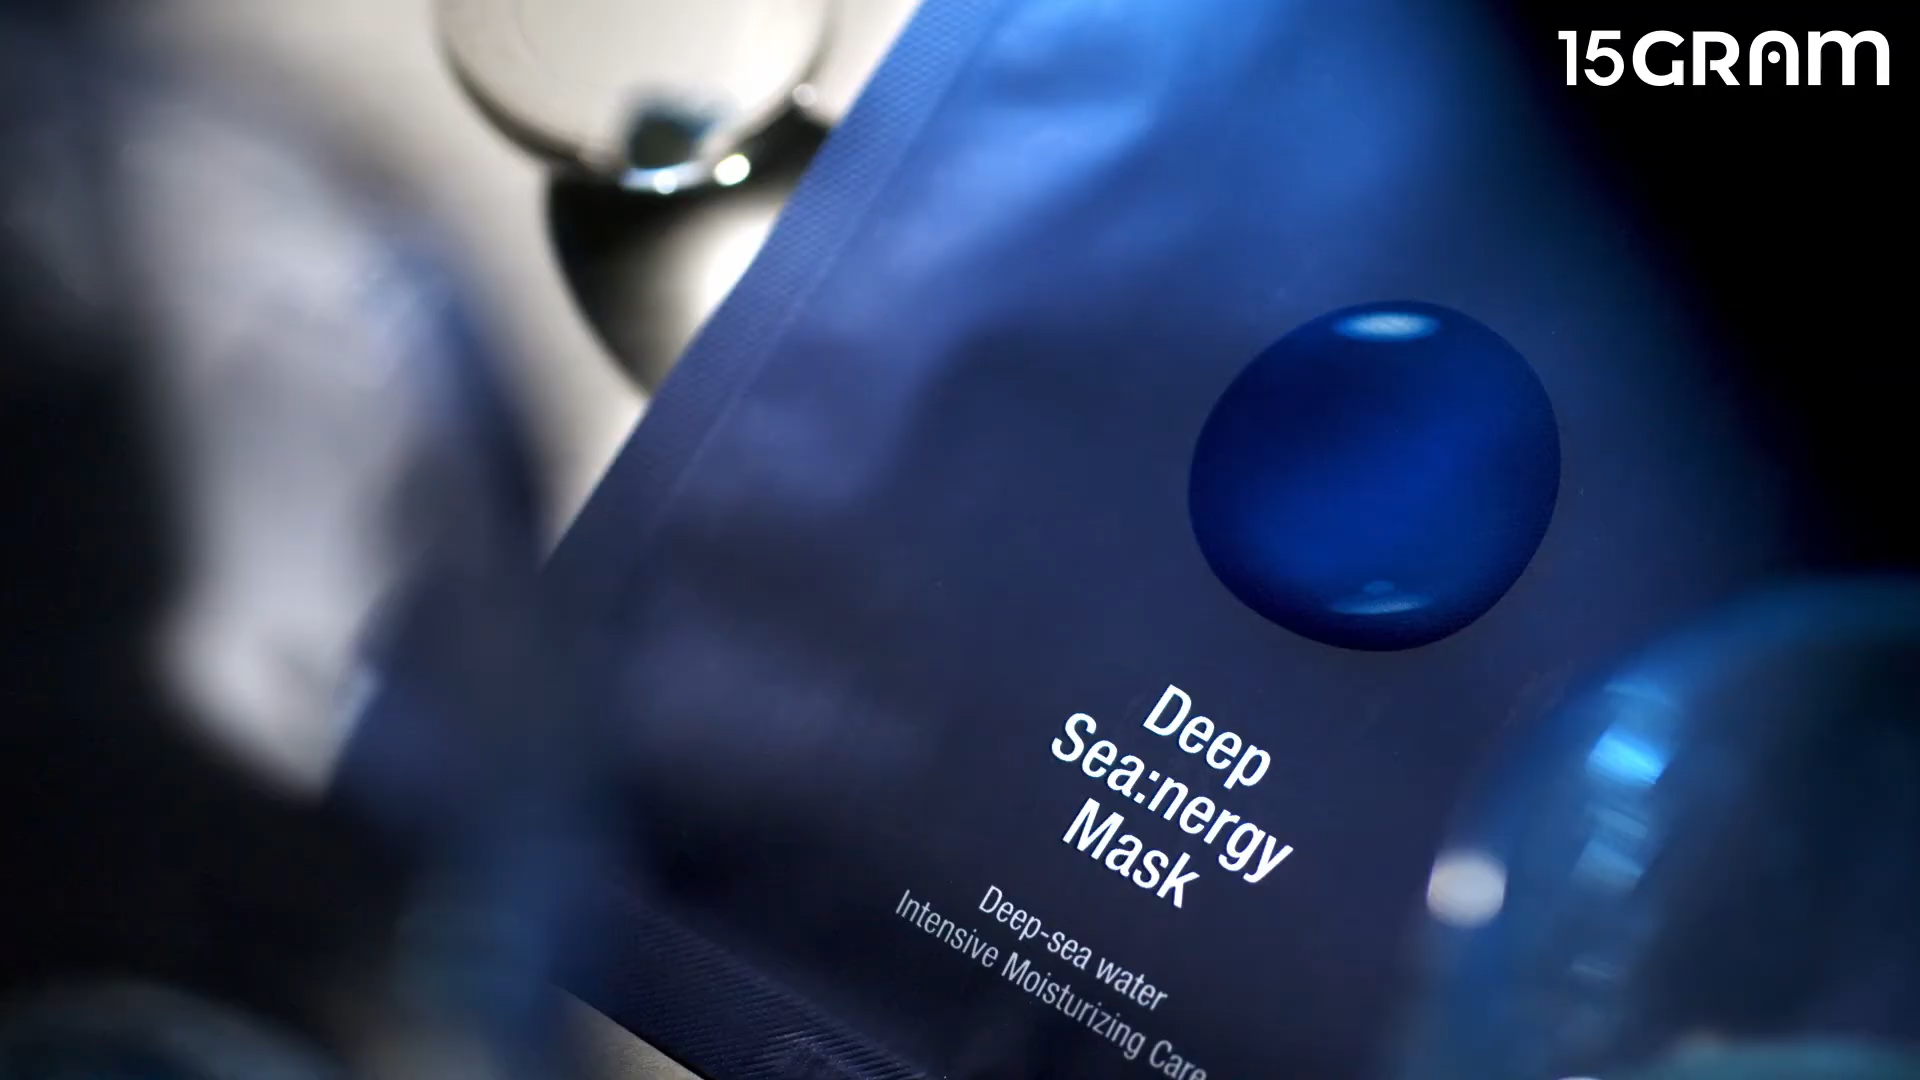 15GRAM
Deep
Sea:nergy
Mask
Deep-sea water
Intensive Moisturizing Care